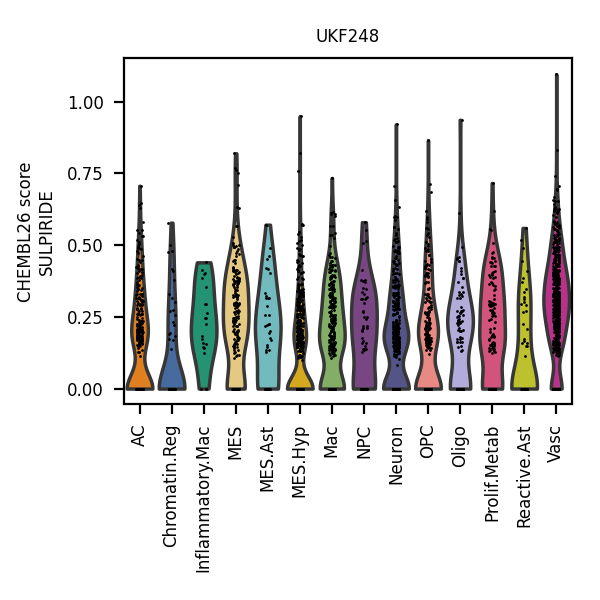 UKF248
CHEMBL26 score
SULPIRIDE
1.00
0.75
0.50
0.25
0.00
AC
Chromatin.Reg
Inflammatory.Mac
MES
MES.Ast
MES.Hyp
Mac
NPC
Neuron
OPC
Oligo
Prolif.Metab
Reactive.Ast
Vasc